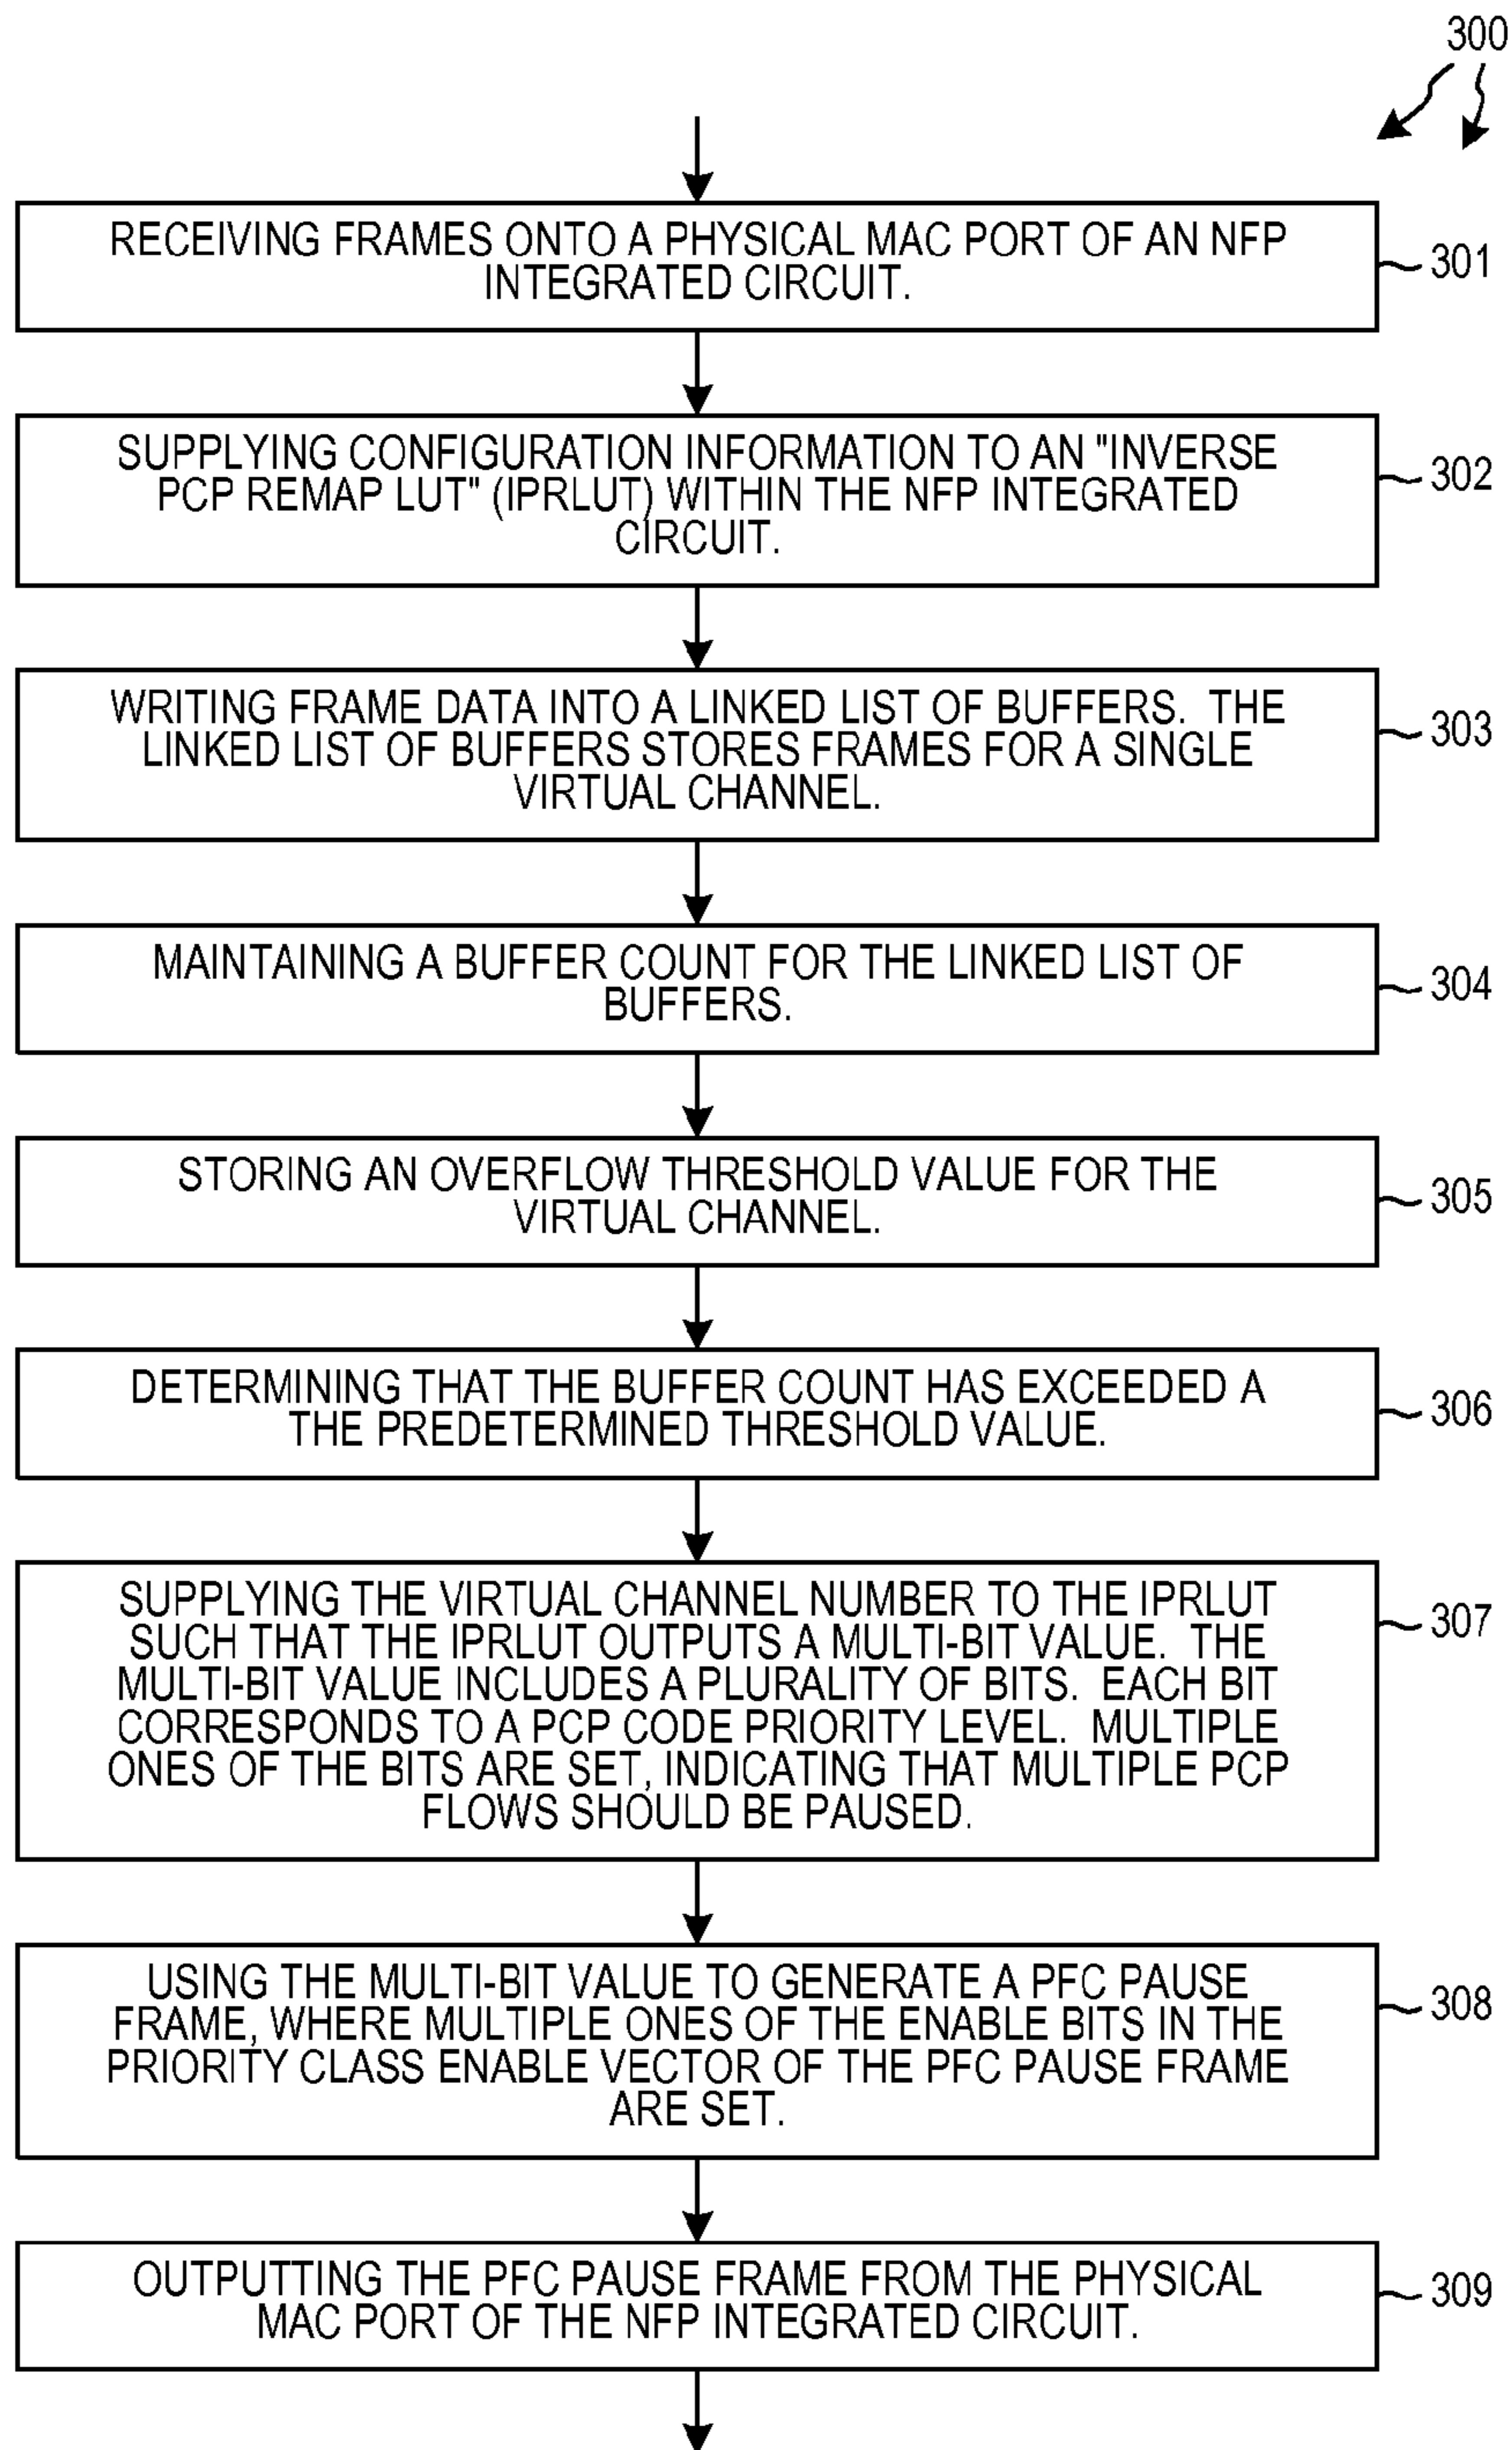 300
RECEIVING FRAMES ONTO A PHYSICAL MAC PORT OF AN NFP
INTEGRATED CIRCUIT.
301
SUPPLYING CONFIGURATION INFORMATION TO AN "INVERSE
PCP REMAP LUT" (IPRLUT) WITHIN THE NFP INTEGRATED
CIRCUIT.
302
WRITING FRAME DATA INTO A LINKED LIST OF BUFFERS. THE
LINKED LIST OF BUFFERS STORES FRAMES FOR A SINGLE
VIRTUAL CHANNEL.
303
MAINTAINING A BUFFER COUNT FOR THE LINKED LIST OF
BUFFERS.
304
STORING AN OVERFLOW THRESHOLD VALUE FOR THE
VIRTUAL CHANNEL.
305
DETERMINING THAT THE BUFFER COUNT HAS EXCEEDED A
THE PREDETERMINED THRESHOLD VALUE.
306
SUPPLYING THE VIRTUAL CHANNEL NUMBER TO THE IPRLUT
SUCH THAT THE IPRLUT OUTPUTS A MULTI-BIT VALUE. THE
MULTI-BIT VALUE INCLUDES A PLURALITY OF BITS. EACH BIT
CORRESPONDS TO A PCP CODE PRIORITY LEVEL. MULTIPLE
ONES OF THE BITS ARE SET, INDICATING THAT MULTIPLE PCP
FLOWS SHOULD BE PAUSED.
307
USING THE MULTI-BIT VALUE TO GENERATE A PFC PAUSE
FRAME, WHERE MULTIPLE ONES OF THE ENABLE BITS IN THE
PRIORITY CLASS ENABLE VECTOR OF THE PFC PAUSE FRAME
ARE SET.
308
OUTPUTTING THE PFC PAUSE FRAME FROM THE PHYSICAL
MAC PORT OF THE NFP INTEGRATED CIRCUIT.
309